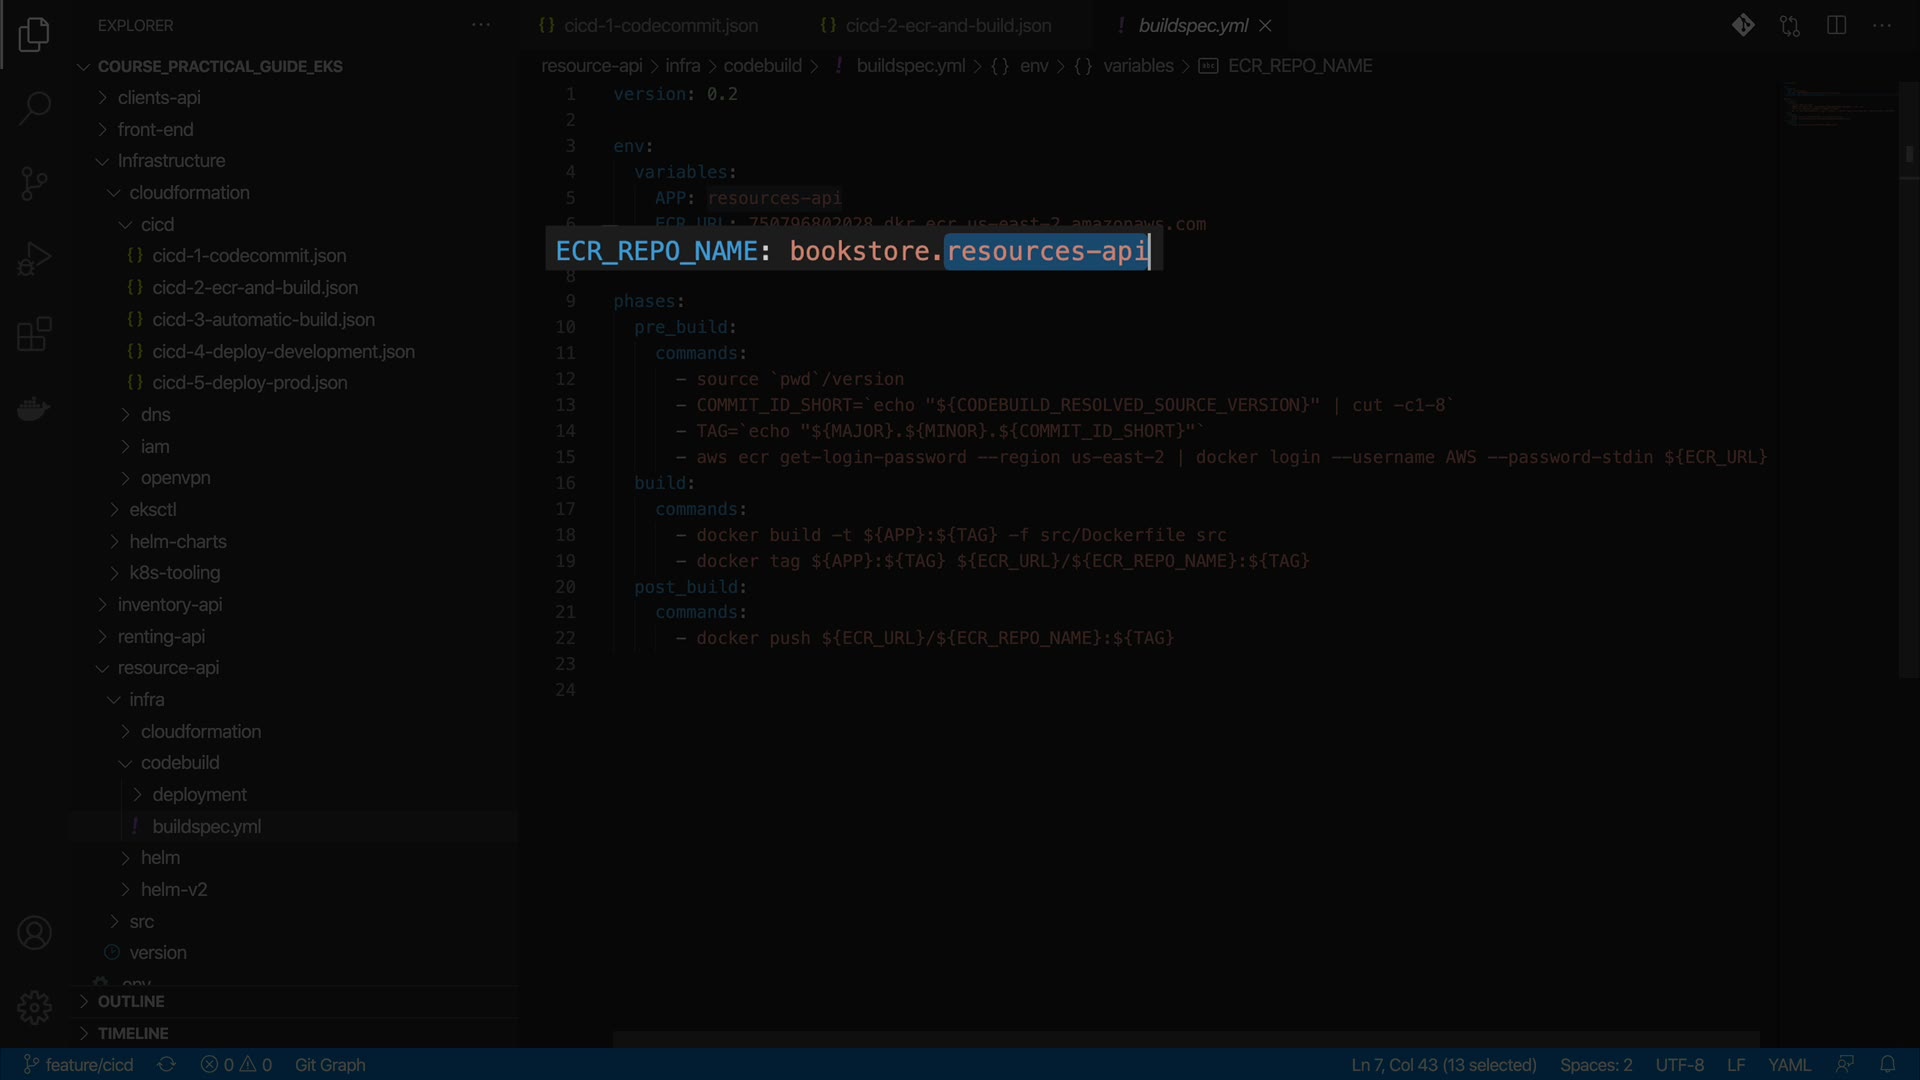 EXPLORER
COURSE_PRACTICAL_GUIDE_EKS
clients-api
front-end
Infrastructure
cloudformation
cicd
{} cicd-1-codecommit.json
{} cicd-2-ecr-and-build.json
{} cicd-3-automatic-build.json
{} cicd-4-deploy-development.json
{} cicd-5-deploy-prod.json
dns
iam
openvpn
eksctl
helm-charts
k8s-tooling
inventory-api
renting-api
resource-api
infra
cloudformation
codebuild
deployment
! buildspec.yml
helm
helm-v2
src
version
OUTLINE
TIMELINE
{} cicd-1-codecommit.json {} cicd-2-ecr-and-build.json ! buildspec.yml
resource-api > infra > codebuild > ! buildspec.yml > {} env > {} variables > abc ECR_REPO_NAME
1 version: 0.2
2
3 env:
4 variables:
5 APP: resources-api
6 ECR_URL: 750796802028.dkr.ecr.us-east-2.amazonaws.com
ECR_REPO_NAME: bookstore.resources-api
8
9 phases:
10 pre_build:
11 commands:
12 - source `pwd`/version
13 - COMMIT_ID_SHORT=`echo "${CODEBUILD_RESOLVED_SOURCE_VERSION}" | cut -c1-8`
14 - TAG=`echo "${MAJOR}.${MINOR}.${COMMIT_ID_SHORT}"`
15 - aws ecr get-login-password --region us-east-2 | docker login --username AWS --password-stdin ${ECR_URL}
16 build:
17 commands:
18 - docker build -t ${APP}:${TAG} -f src/Dockerfile src
19 - docker tag ${APP}:${TAG} ${ECR_URL}/${ECR_REPO_NAME}:${TAG}
20 post_build:
21 commands:
22 - docker push ${ECR_URL}/${ECR_REPO_NAME}:${TAG}
23
24
feature/cicd 0 0 Git Graph Ln 7, Col 43 (13 selected) Spaces: 2 UTF-8 LF YAML